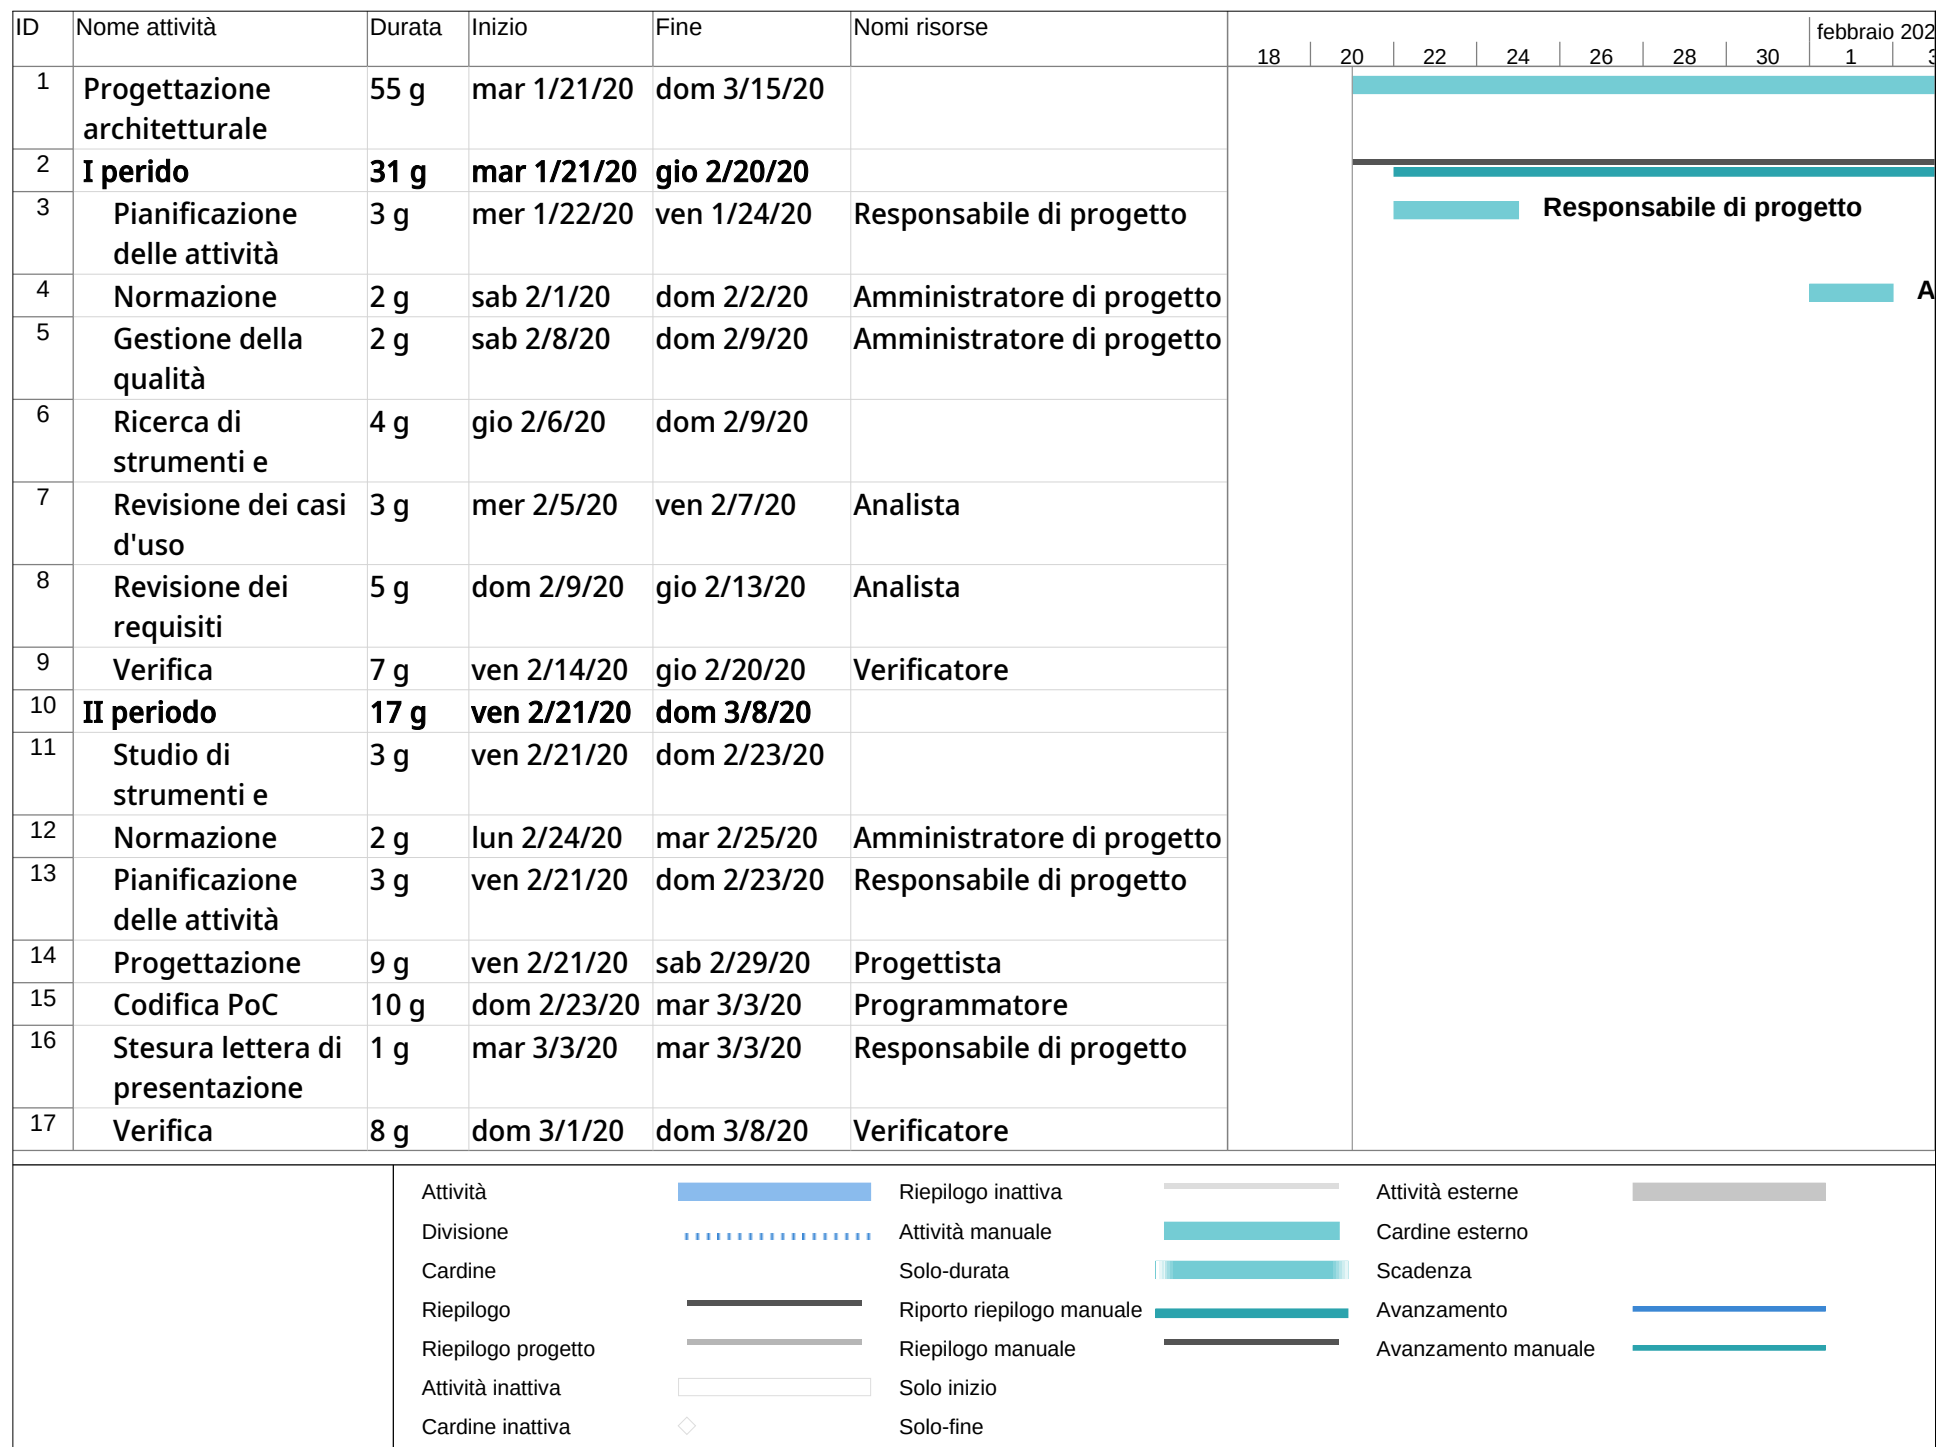 ID Nome attività Durata Inizio Fine Nomi risorse
febbraio 202
18 20 22 24 26 28 30 1
1 Progettazione 55 g mar 1/21/20 dom 3/15/20
architetturale
2 I perido 31 g mar 1/21/20 gio 2/20/20
3 Pianificazione 3 g mer 1/22/20 ven 1/24/20 Responsabile di progetto Responsabile di progetto
delle attività
4 Normazione 2 g sab 2/1/20 dom 2/2/20 Amministratore di progetto A
5 Gestione della 2 g sab 2/8/20 dom 2/9/20 Amministratore di progetto
qualità
6 Ricerca di 4 g gio 2/6/20 dom 2/9/20
strumenti e
7 Revisione dei casi 3 g mer 2/5/20 ven 2/7/20 Analista
d'uso
8 Revisione dei 5 g dom 2/9/20 gio 2/13/20 Analista
requisiti
9 Verifica 7 g ven 2/14/20 gio 2/20/20 Verificatore
10 II periodo 17 g ven 2/21/20 dom 3/8/20
11 Studio di 3 g ven 2/21/20 dom 2/23/20
strumenti e
12 Normazione 2 g lun 2/24/20 mar 2/25/20 Amministratore di progetto
13 Pianificazione 3 g ven 2/21/20 dom 2/23/20 Responsabile di progetto
delle attività
14 Progettazione 9 g ven 2/21/20 sab 2/29/20 Progettista
15 Codifica PoC 10 g dom 2/23/20 mar 3/3/20 Programmatore
16 Stesura lettera di 1 g mar 3/3/20 mar 3/3/20 Responsabile di progetto
presentazione
17 Verifica 8 g dom 3/1/20 dom 3/8/20 Verificatore
Attività Riepilogo inattiva Attività esterne
Divisione Attività manuale Cardine esterno
Cardine Solo-durata Scadenza
Riepilogo Riporto riepilogo manuale Avanzamento
Riepilogo progetto Riepilogo manuale Avanzamento manuale
Attività inattiva Solo inizio
Cardine inattiva Solo-fine